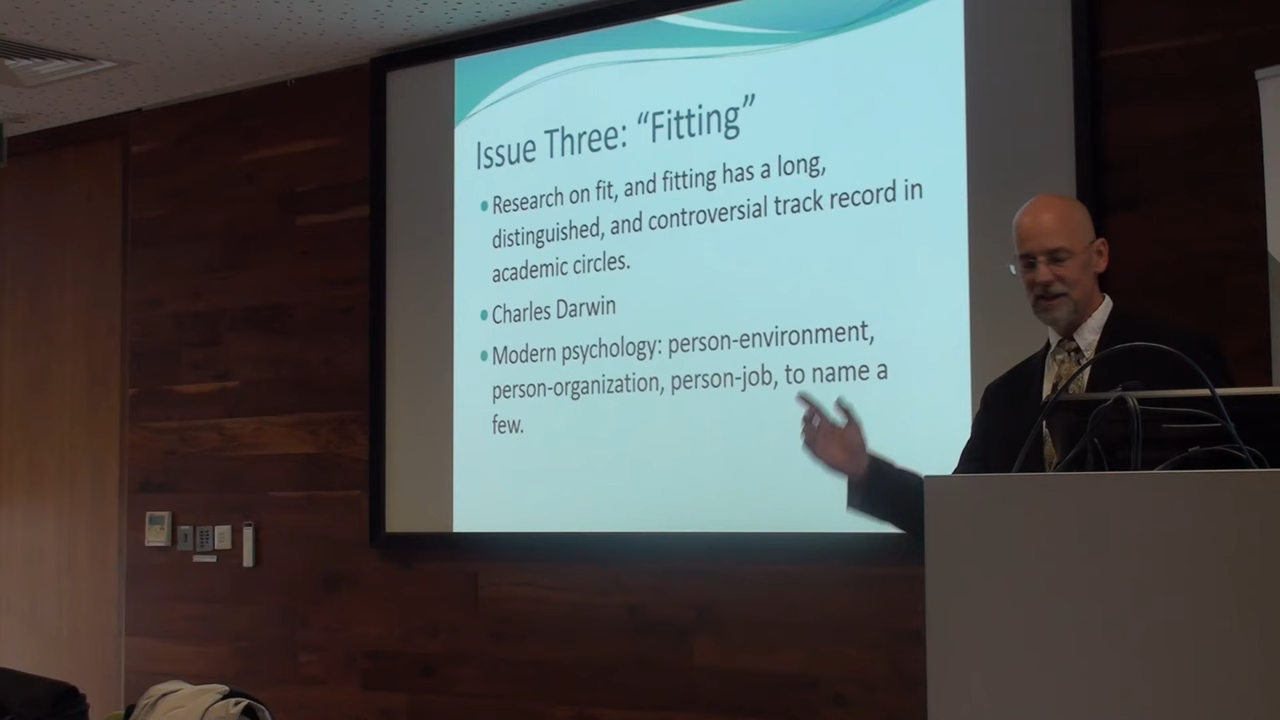 Issue Three: “Fitting”
• Research on fit, and fitting has a long,
distinguished, and controversial track record in
academic circles.
• Charles Darwin
• Modern psychology: person-environment,
person-organization, person-job, to name a
few.